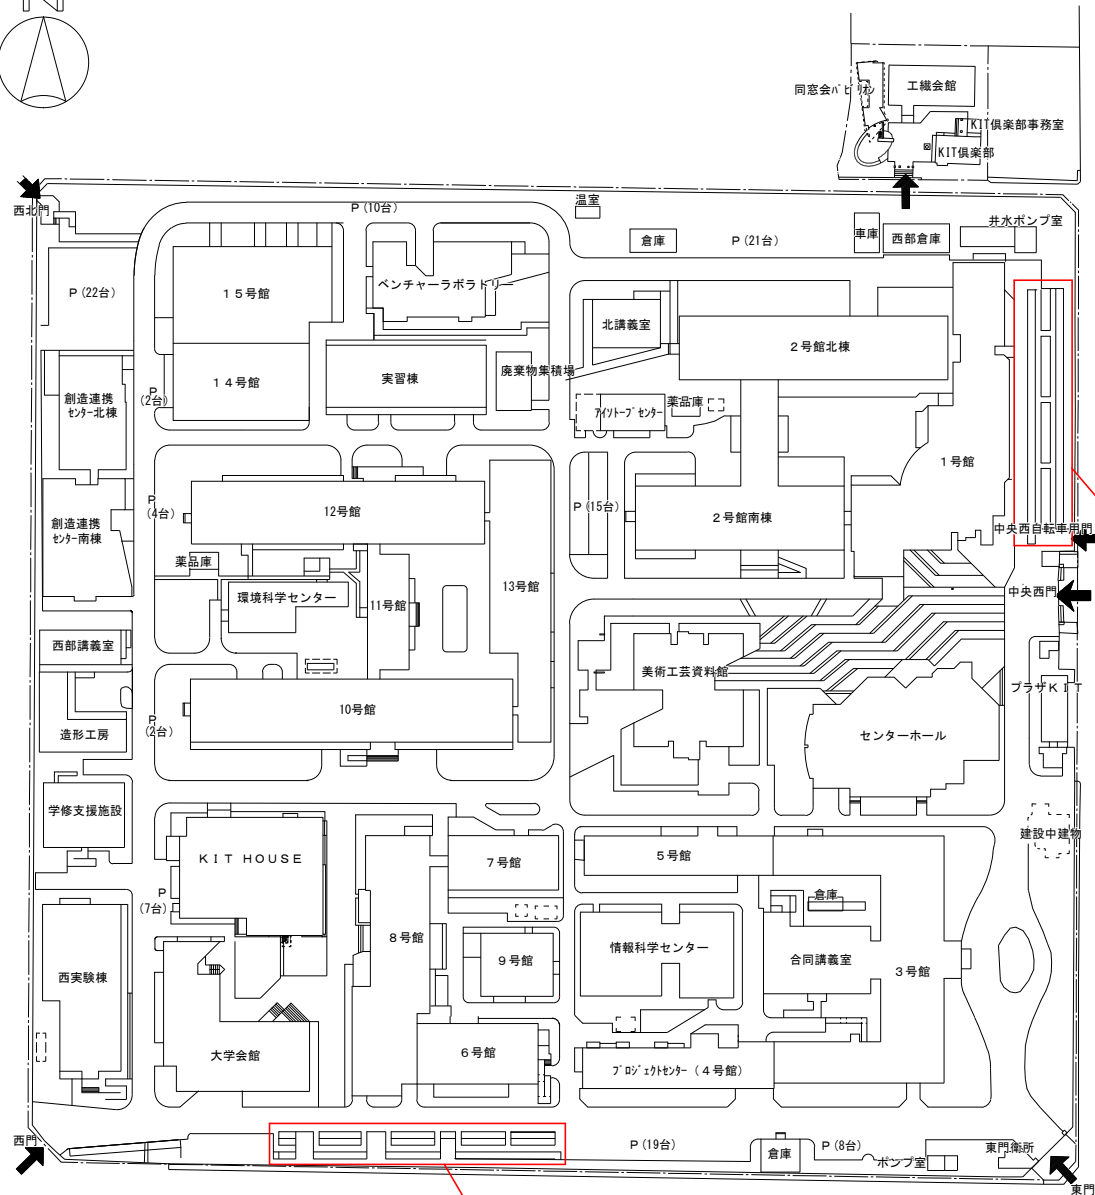 同窓会パビリオン
工繊会館
KIT倶楽部事務室
KIT倶楽部
西北門
P (10台)
温室
倉庫
P (21台)
車庫
西部倉庫
井水ポンプ室
P (22台)
15号館
ベンチャーラボラトリー
北講義室
2号館北棟
14号館
実習棟
廃棄物集積場
創造連携
センター北棟
P
(2台)
アイソトープセンター
薬品庫
1号館
12号館
P
(4台)
P (15台)
2号館南棟
創造連携
センター南棟
中央西自転車用門
薬品庫
環境科学センター
11号館
13号館
中央西門
西部講義室
美術工芸資料館
プラザKIT
10号館
P
(2台)
造形工房
センターホール
学修支援施設
KIT HOUSE
7号館
5号館
建設中建物
P
(7台)
倉庫
8号館
9号館
情報科学センター
合同講義室
3号館
西実験棟
大学会館
6号館
プロジェクトセンター (4号館)
西門
P (19台)
倉庫
P (8台)
ポンプ室
東門衛所
東門